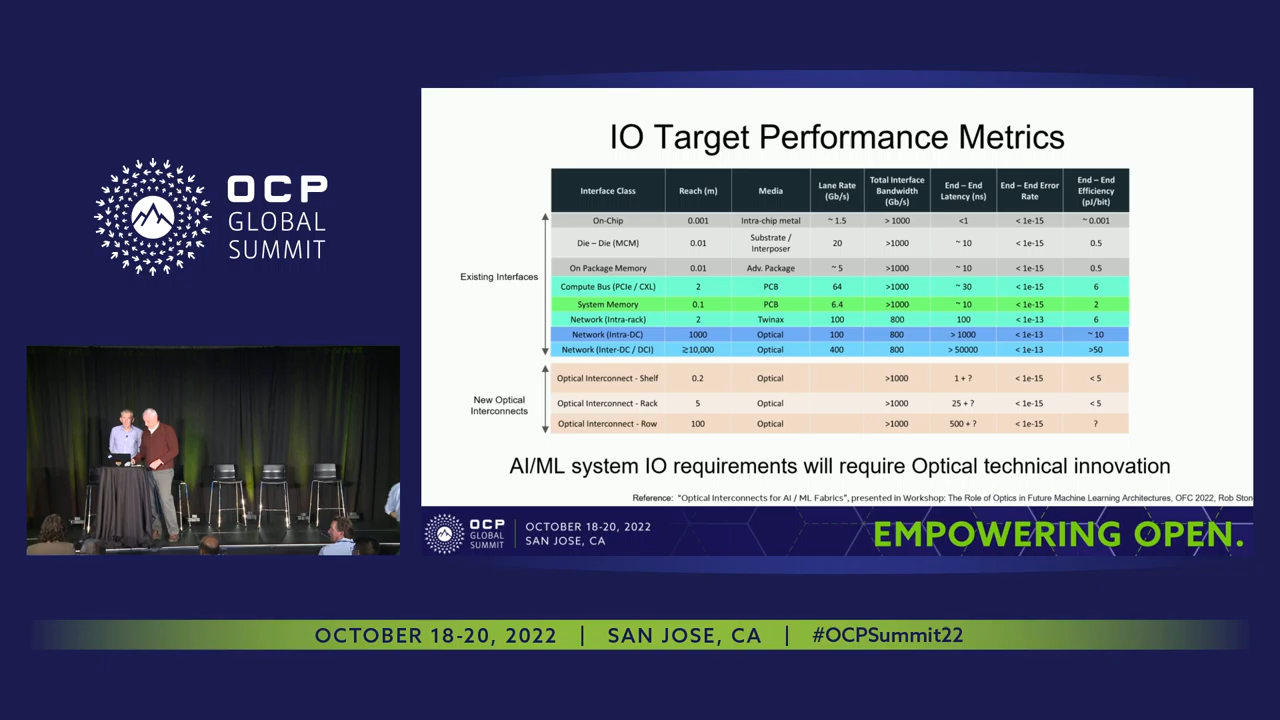 OCP
GLOBAL
SUMMIT
IO Target Performance Metrics
Interface Class Reach (m) Media Lane Rate (Gb/s) Total Interface Bandwidth (Gb/s) End – End Latency (ns) End – End Error Rate End – End Efficiency (pJ/bit)
Existing Interfaces
On-Chip 0.001 Intra-chip metal ~ 1.5 > 1000 <1 < 1e-15 ~ 0.001
Die – Die (MCM) 0.01 Substrate / Interposer 20 >1000 ~ 10 < 1e-15 0.5
On Package Memory 0.01 Adv. Package ~ 5 >1000 ~ 10 < 1e-15 0.5
Compute Bus (PCIe / CXL) 2 PCB 64 >1000 ~ 30 < 1e-15 6
System Memory 0.1 PCB 6.4 >1000 ~ 10 < 1e-15 2
Network (Intra-rack) 2 Twinax 100 800 100 < 1e-13 6
Network (Intra-DC) 1000 Optical 100 800 > 1000 < 1e-13 ~ 10
Network (Inter-DC / DCI) ≥10,000 Optical 400 800 > 50000 < 1e-13 >50
New Optical
Interconnects
Optical Interconnect - Shelf 0.2 Optical >1000 1 + ? < 1e-15 < 5
Optical Interconnect - Rack 5 Optical >1000 25 + ? < 1e-15 < 5
Optical Interconnect - Row 100 Optical >1000 500 + ? < 1e-15 ?
AI/ML system IO requirements will require Optical technical innovation
Reference: "Optical Interconnects for AI / ML Fabrics", presented in Workshop: The Role of Optics in Future Machine Learning Architectures, OFC 2022, Rob Ston
OCP
GLOBAL
SUMMIT
OCTOBER 18-20, 2022
SAN JOSE, CA
EMPOWERING OPEN.
OCTOBER 18-20, 2022 | SAN JOSE, CA | #OCPSummit22